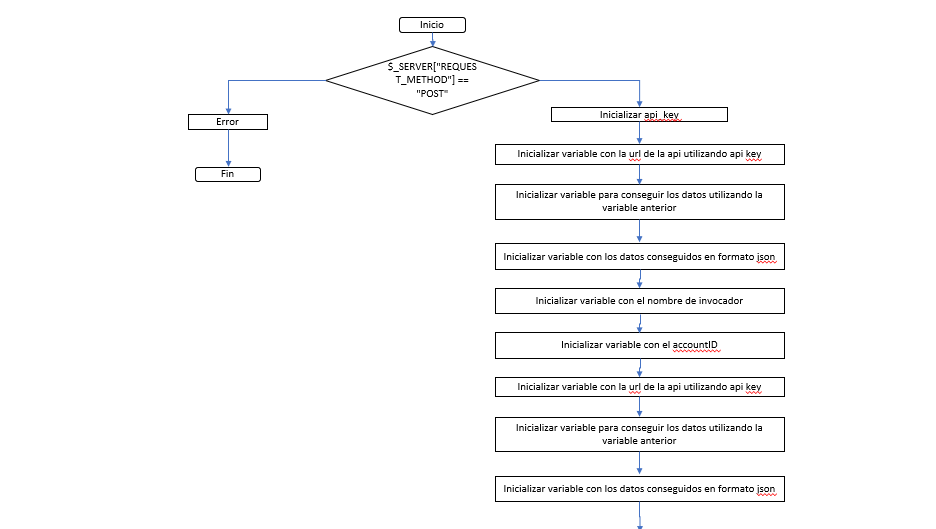 Inicio
$_SERVER["REQUES
T_METHOD"] ==
"POST"
Error
Fin
Inicializar api_key
Inicializar variable con la url de la api utilizando api key
Inicializar variable para conseguir los datos utilizando la
variable anterior
Inicializar variable con los datos conseguidos en formato json
Inicializar variable con el nombre de invocador
Inicializar variable con el accountID
Inicializar variable con la url de la api utilizando api key
Inicializar variable para conseguir los datos utilizando la
variable anterior
Inicializar variable con los datos conseguidos en formato json